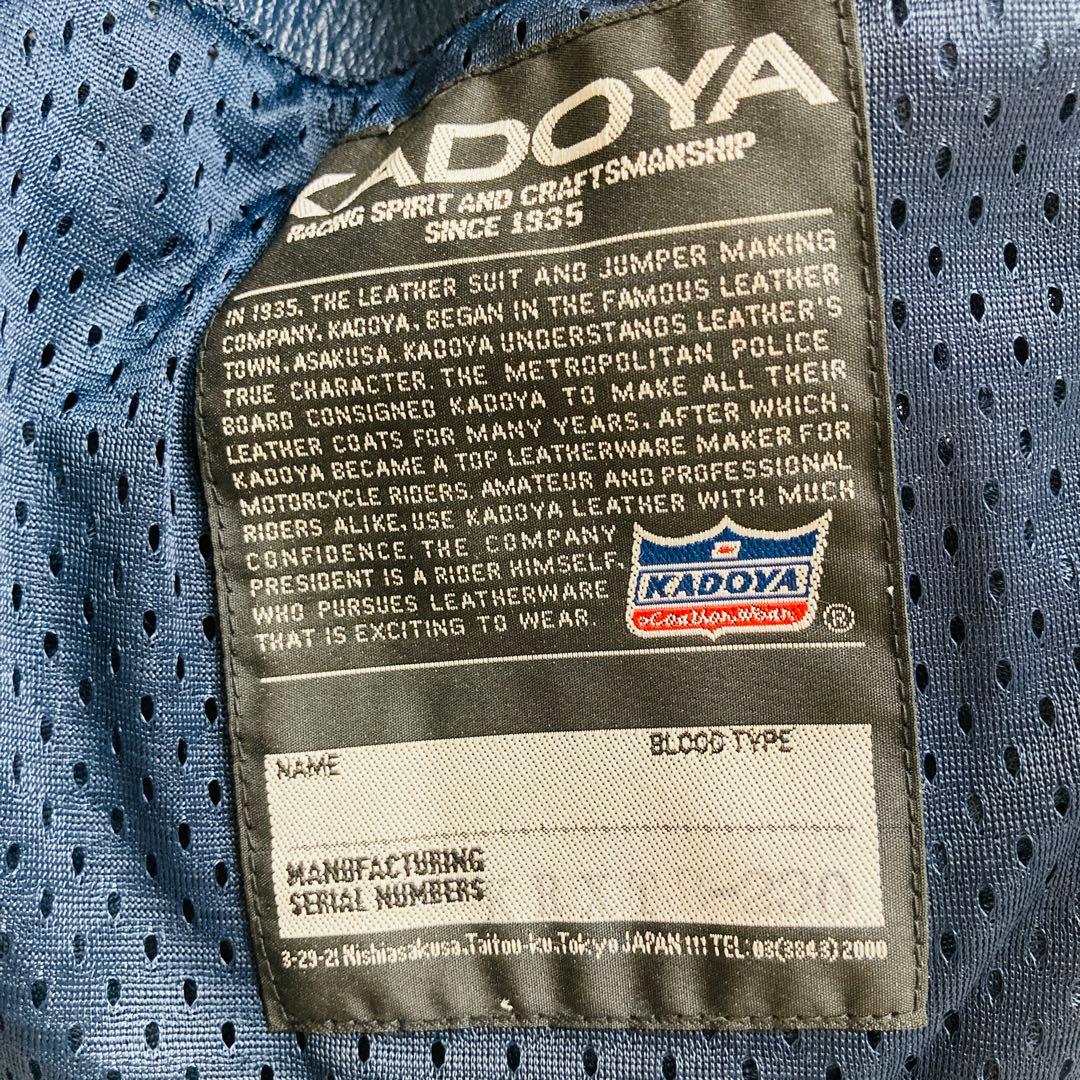 KADOYA
RACING SPIRIT AND CRAFTSMANSHIP
SINCE 1935
IN 1935, THE LEATHER SUIT AND JUMPER MAKING
COMPANY, KADOYA, BEGAN IN THE FAMOUS LEATHER
TOWN, ASAKUSA. KADOYA UNDERSTANDS LEATHER'S
TRUE CHARACTER. THE METROPOLITAN POLICE
BOARD CONSIGNED KADOYA TO MAKE ALL THEIR
LEATHER COATS FOR MANY YEARS, AFTER WHICH,
KADOYA BECAME A TOP LEATHERWARE MAKER FOR
MOTORCYCLE RIDERS. AMATEUR AND PROFESSIONAL
RIDERS ALIKE, USE KADOYA LEATHER WITH MUCH
CONFIDENCE. THE COMPANY
PRESIDENT IS A RIDER HIMSELF,
WHO PURSUES LEATHERWARE
THAT IS EXCITING TO WEAR.
KADOYA
®
NAME BLOOD TYPE
MANUFACTURING
SERIAL NUMBERS
3-29-21 Nishiasakusa.Taitou-ku.Tokyo JAPAN 111 TEL: 03(3843)2000